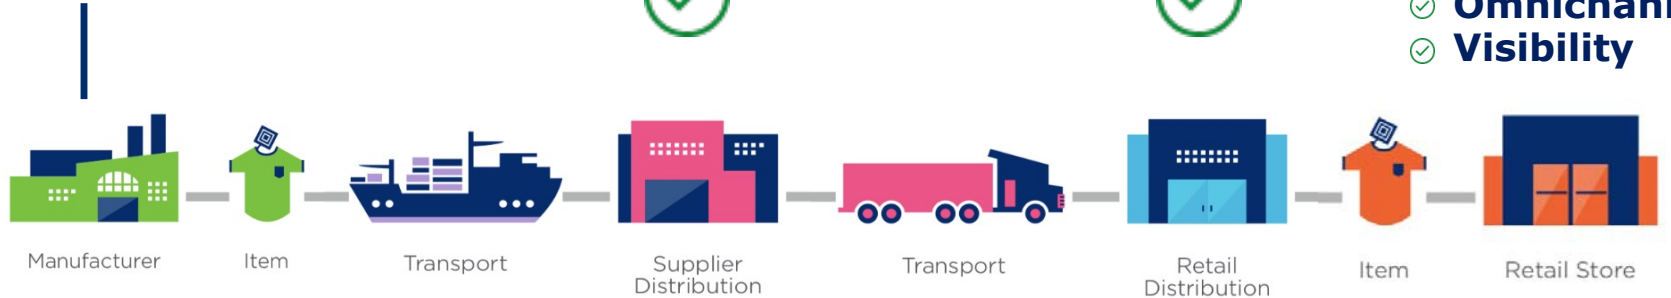 Visibility
Manufacturer
Item
Transport
Supplier
Distribution
Transport
Retail
Distribution
Item
Retail Store